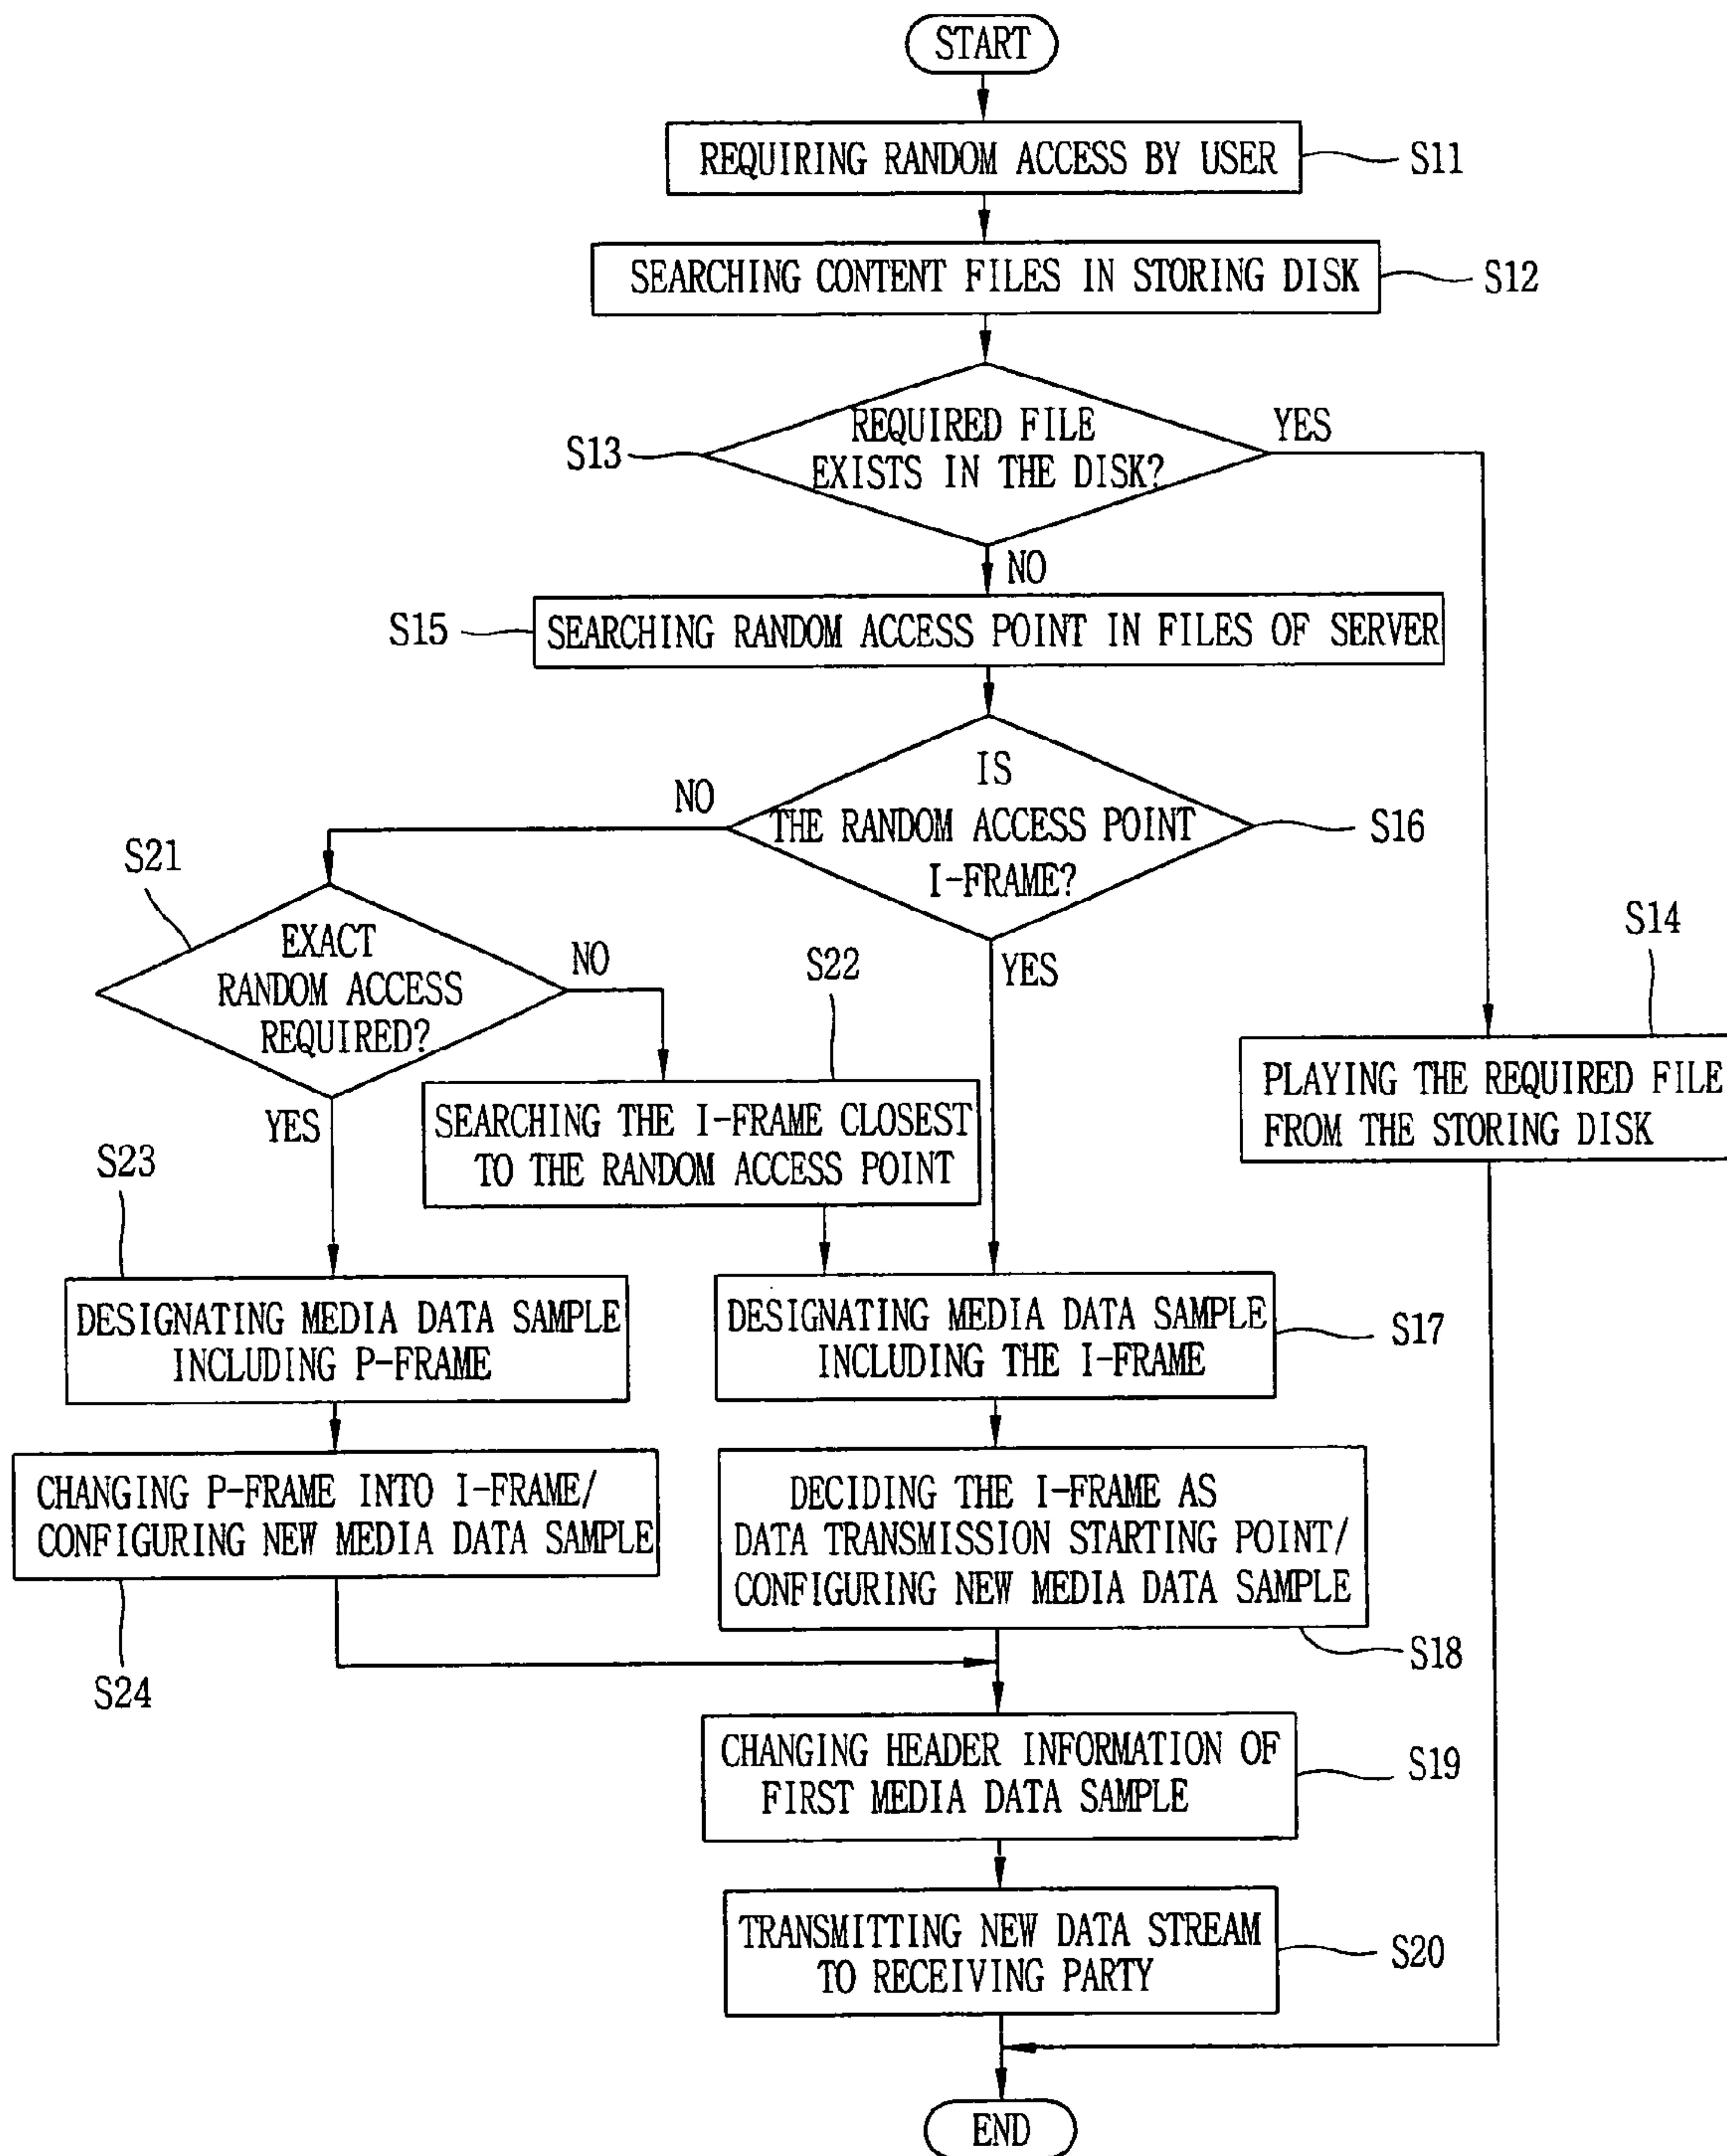 START
REQUIRING RANDOM ACCESS BY USER
S11
SEARCHING CONTENT FILES IN STORING DISK
S12
S13
REQUIRED FILE
EXISTS IN THE DISK?
YES
NO
S15
SEARCHING RANDOM ACCESS POINT IN FILES OF SERVER
NO
IS
THE RANDOM ACCESS POINT
I-FRAME?
S16
YES
S21
EXACT
RANDOM ACCESS
REQUIRED?
NO
YES
S22
SEARCHING THE I-FRAME CLOSEST
TO THE RANDOM ACCESS POINT
S14
PLAYING THE REQUIRED FILE
FROM THE STORING DISK
S23
DESIGNATING MEDIA DATA SAMPLE
INCLUDING P-FRAME
DESIGNATING MEDIA DATA SAMPLE
INCLUDING THE I-FRAME
S17
CHANGING P-FRAME INTO I-FRAME/
CONFIGURING NEW MEDIA DATA SAMPLE
S24
DECIDING THE I-FRAME AS
DATA TRANSMISSION STARTING POINT/
CONFIGURING NEW MEDIA DATA SAMPLE
S18
CHANGING HEADER INFORMATION OF
FIRST MEDIA DATA SAMPLE
S19
TRANSMITTING NEW DATA STREAM
TO RECEIVING PARTY
S20
END